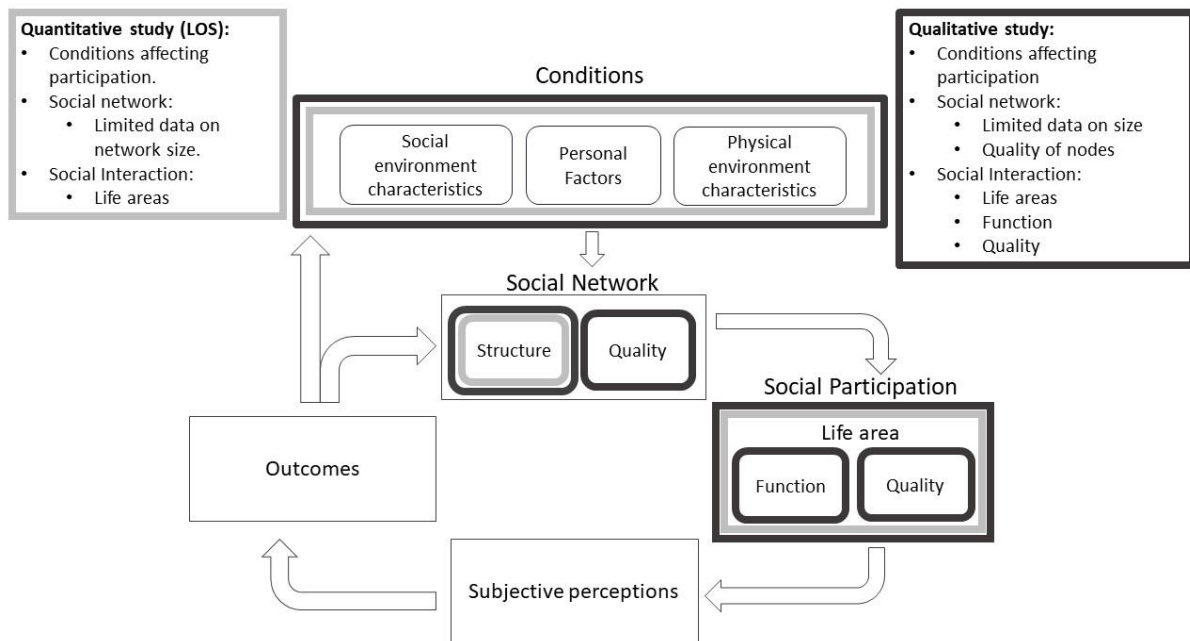 Quantitative study (LOS):
• Conditions affecting
participation.
• Social network:
• Limited data on
network size.
• Social Interaction:
• Life areas
Qualitative study:
• Conditions affecting
participation
• Social network:
• Limited data on size
• Quality of nodes
• Social Interaction:
• Life areas
• Function
• Quality
Conditions
Social
environment
characteristics
Personal
Factors
Physical
environment
characteristics
Social Network
Structure
Quality
Social Participation
Life area
Function
Quality
Outcomes
Subjective perceptions